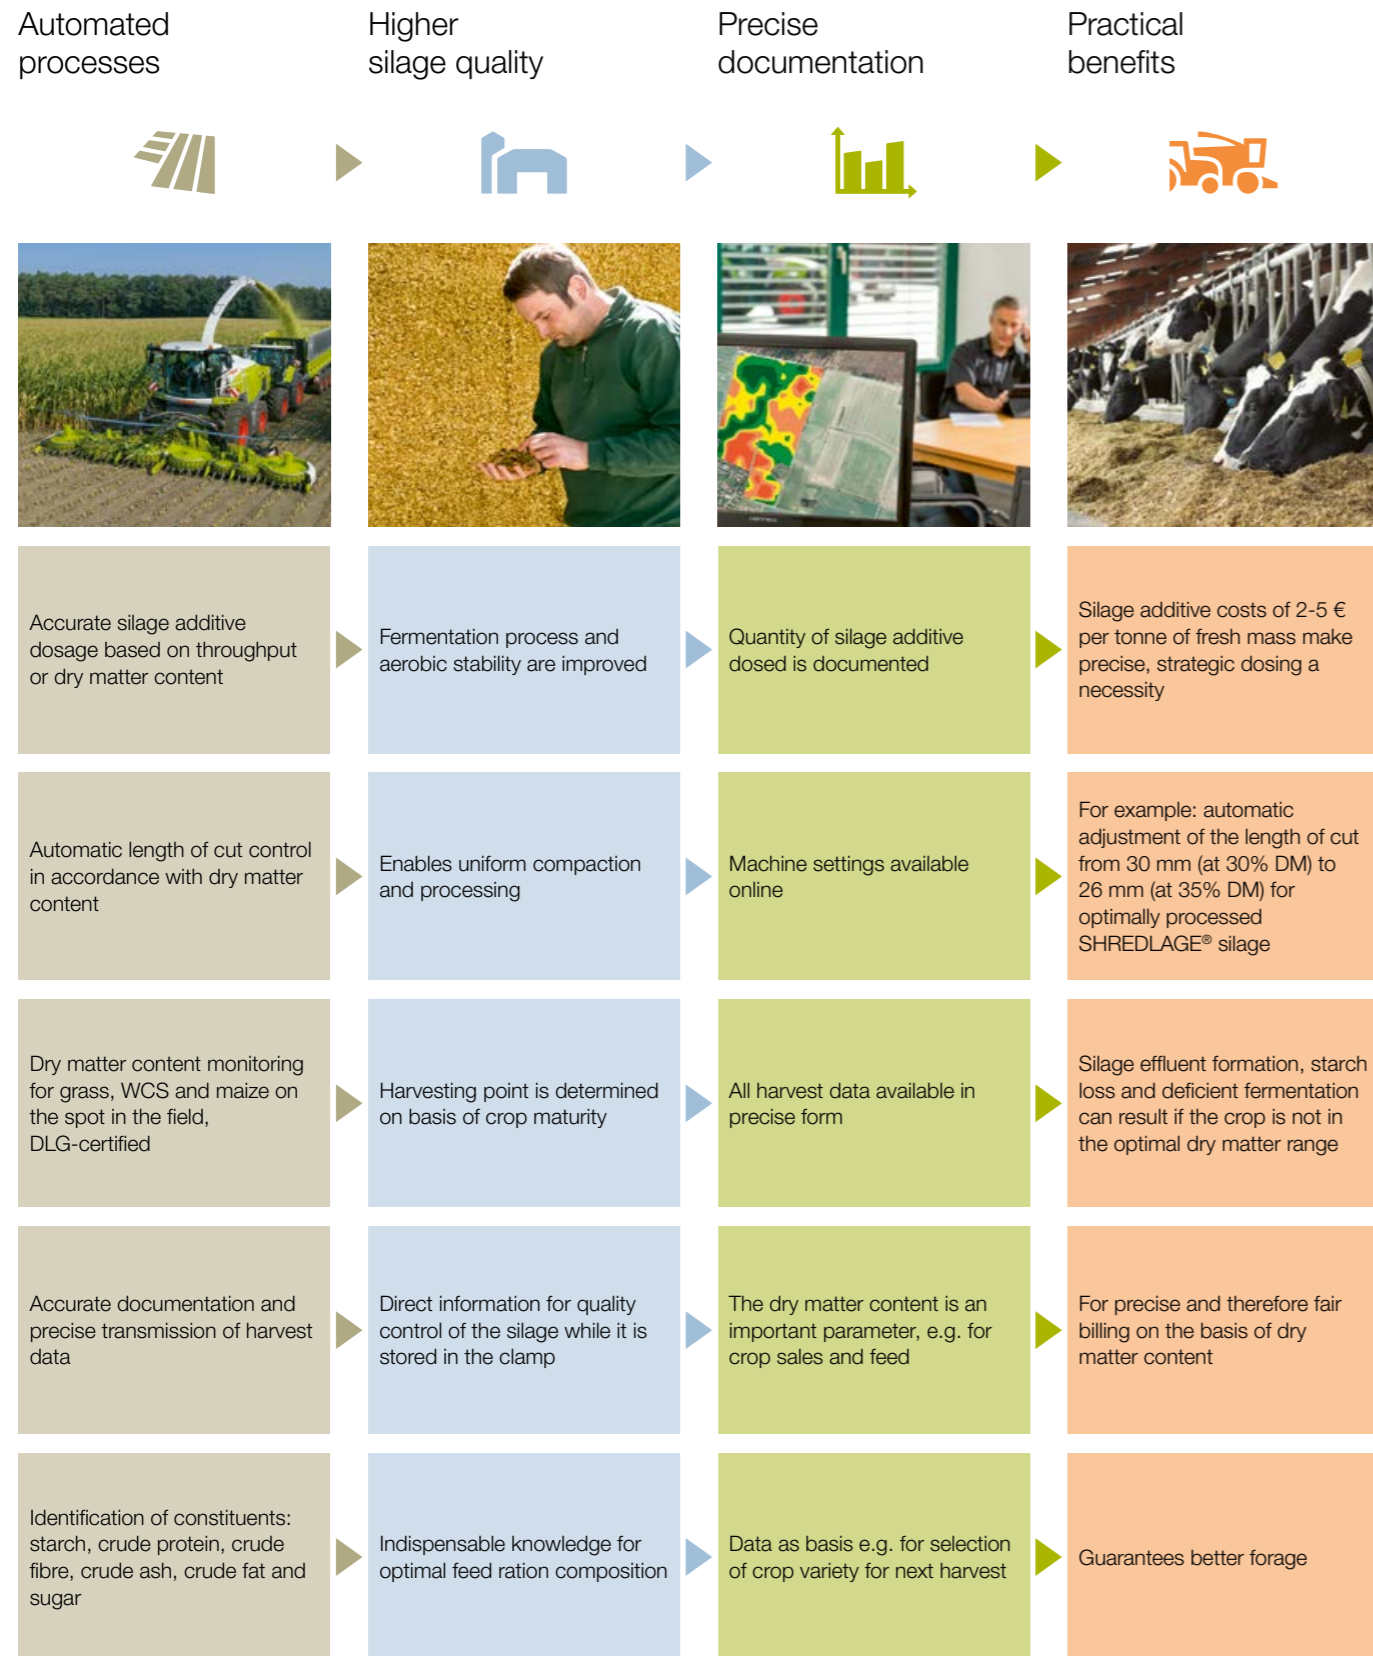 Automated
processes
Higher
silage quality
Precise
documentation
Practical
benefits
Accurate silage additive
dosage based on throughput
or dry matter content
Fermentation process and
aerobic stability are improved
Quantity of silage additive
dosed is documented
Silage additive costs of 2-5 €
per tonne of fresh mass make
precise, strategic dosing a
necessity
Automatic length of cut control
in accordance with dry matter
content
Enables uniform compaction
and processing
Machine settings available
online
For example: automatic
adjustment of the length of cut
from 30 mm (at 30% DM) to
26 mm (at 35% DM) for
optimally processed
SHREDLAGE® silage
Dry matter content monitoring
for grass, WCS and maize on
the spot in the field,
DLG-certified
Harvesting point is determined
on basis of crop maturity
All harvest data available in
precise form
Silage effluent formation, starch
loss and deficient fermentation
can result if the crop is not in
the optimal dry matter range
Accurate documentation and
precise transmission of harvest
data
Direct information for quality
control of the silage while it is
stored in the clamp
The dry matter content is an
important parameter, e.g. for
crop sales and feed
For precise and therefore fair
billing on the basis of dry
matter content
Identification of constituents:
starch, crude protein, crude
fibre, crude ash, crude fat and
sugar
Indispensable knowledge for
optimal feed ration composition
Data as basis e.g. for selection
of crop variety for next harvest
Guarantees better forage